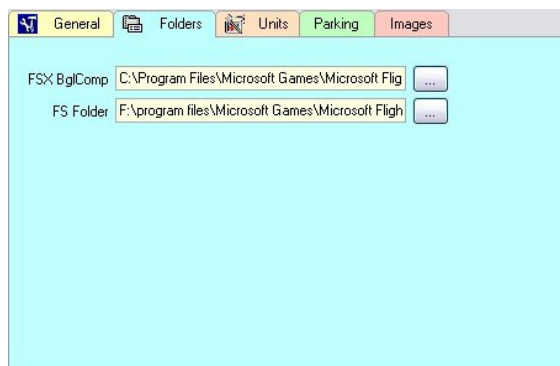 General Folders Units Parking Images
FSX BglComp C:\Program Files\Microsoft Games\Microsoft Flig ...
FS Folder F:\program files\Microsoft Games\Microsoft Fligh ...